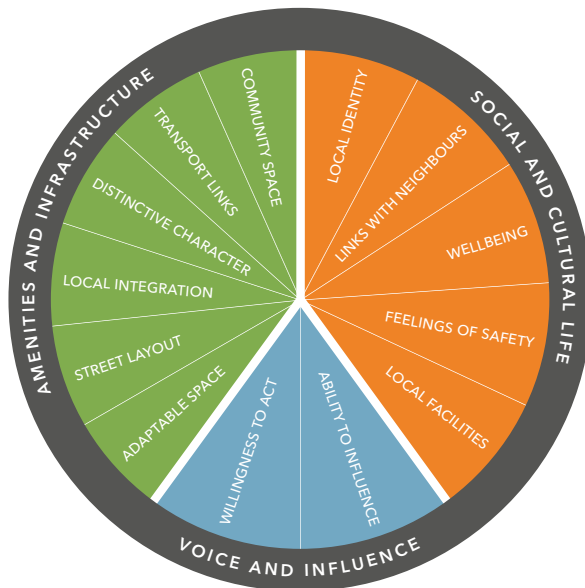 AMENITIES AND INFRASTRUCTURE
COMMUNITY SPACE
TRANSPORT LINKS
DISTINCTIVE CHARACTER
LOCAL INTEGRATION
STREET LAYOUT
ADAPTABLE SPACE
SOCIAL AND CULTURAL LIFE
LOCAL IDENTITY
LINKS WITH NEIGHBOURS
WELLBEING
FEELINGS OF SAFETY
LOCAL FACILITIES
VOICE AND INFLUENCE
WILLINGNESS TO ACT
ABILITY TO INFLUENCE